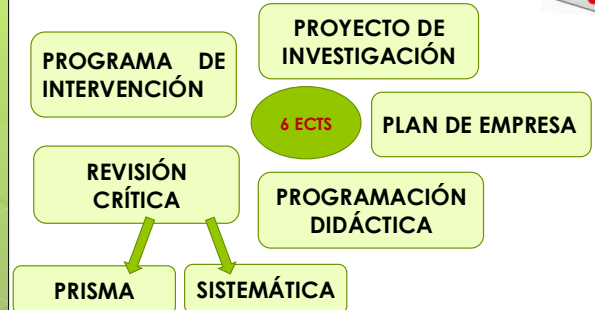 PROYECTO DE
INVESTIGACIÓN
PROGRAMA DE
INTERVENCIÓN
6 ECTS
PLAN DE EMPRESA
REVISIÓN
CRÍTICA
PROGRAMACIÓN
DIDÁCTICA
PRISMA
SISTEMÁTICA